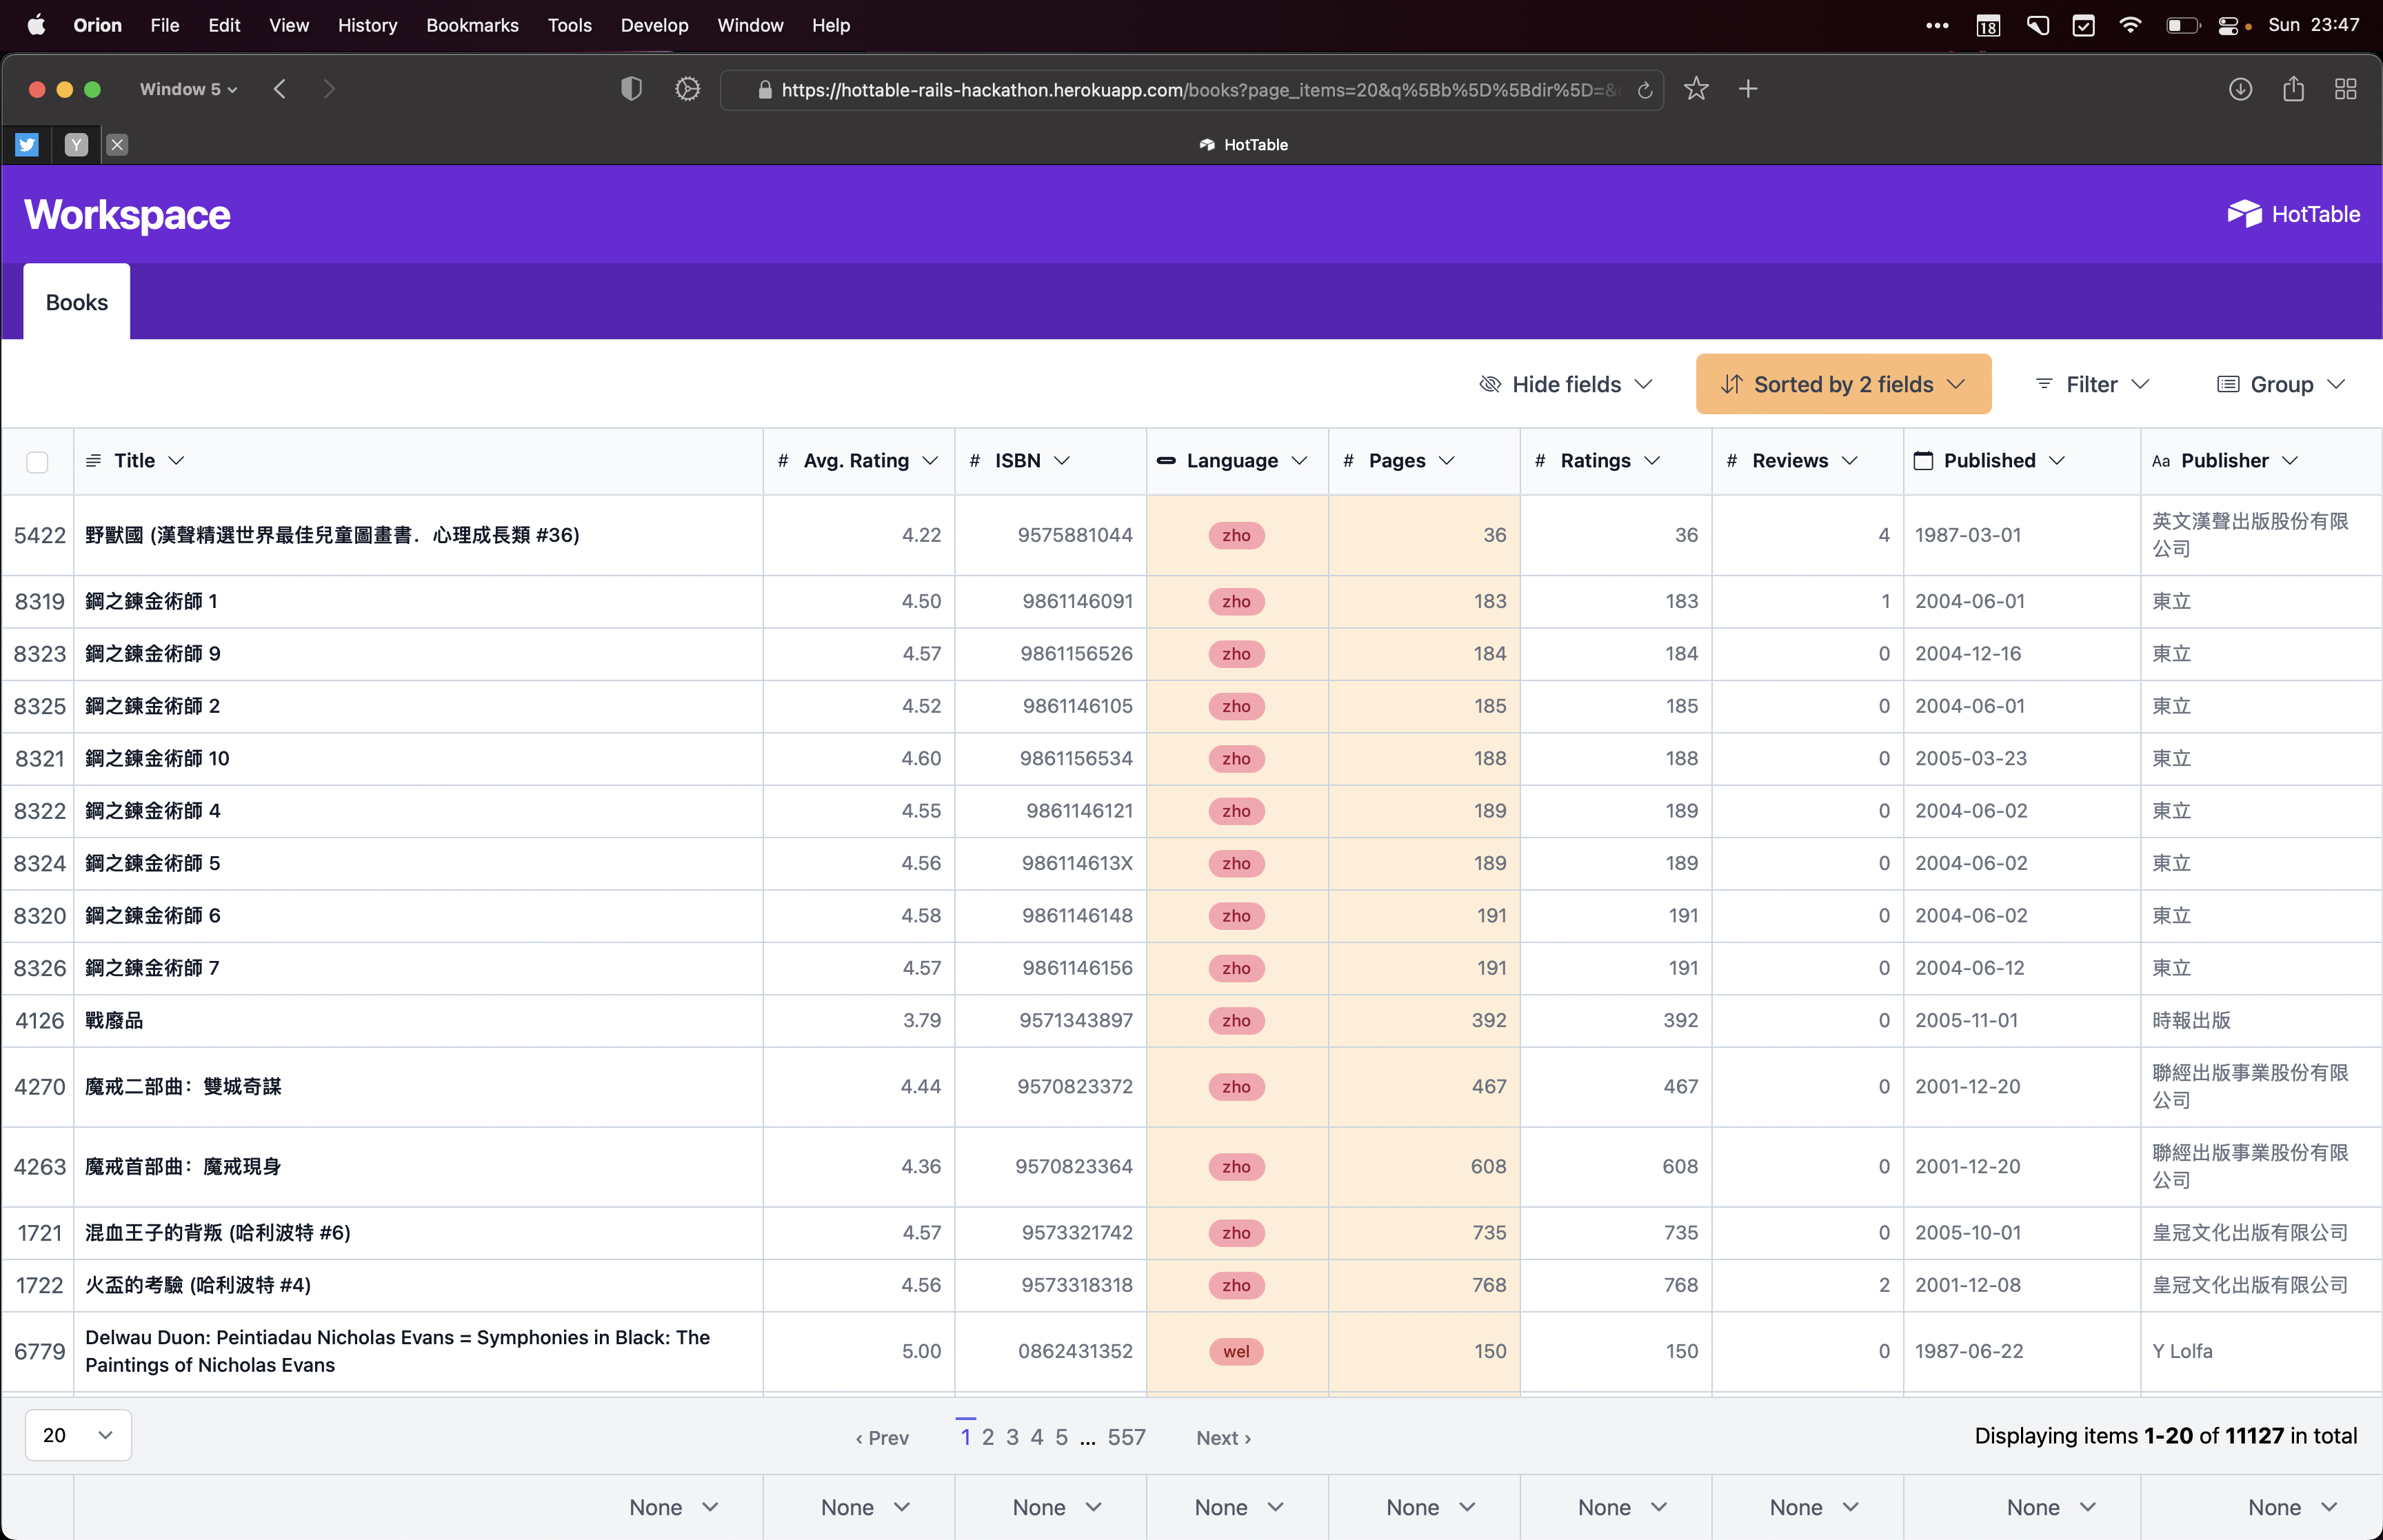 Orion File Edit View History Bookmarks Tools Develop Window Help 18 Sun 23:47
Window 5 https://hottable-rails-hackathon.herokuapp.com/books?page_items=20&q%5Bb%5D%5Bdir%5D=&
Y HotTable
Workspace HotTable
Books
Hide fields Sorted by 2 fields Filter Group
Title # Avg. Rating # ISBN Language # Pages # Ratings # Reviews Published Aa Publisher
5422 野獸國 (漢聲精選世界最佳兒童圖畫書．心理成長類 #36) 4.22 9575881044 zho 36 36 4 1987-03-01 英文漢聲出版股份有限
公司
8319 鋼之鍊金術師 1 4.50 9861146091 zho 183 183 1 2004-06-01 東立
8323 鋼之鍊金術師 9 4.57 9861156526 zho 184 184 0 2004-12-16 東立
8325 鋼之鍊金術師 2 4.52 9861146105 zho 185 185 0 2004-06-01 東立
8321 鋼之鍊金術師 10 4.60 9861156534 zho 188 188 0 2005-03-23 東立
8322 鋼之鍊金術師 4 4.55 9861146121 zho 189 189 0 2004-06-02 東立
8324 鋼之鍊金術師 5 4.56 986114613X zho 189 189 0 2004-06-02 東立
8320 鋼之鍊金術師 6 4.58 9861146148 zho 191 191 0 2004-06-02 東立
8326 鋼之鍊金術師 7 4.57 9861146156 zho 191 191 0 2004-06-12 東立
4126 戰廢品 3.79 9571343897 zho 392 392 0 2005-11-01 時報出版
4270 魔戒二部曲：雙城奇謀 4.44 9570823372 zho 467 467 0 2001-12-20 聯經出版事業股份有限
公司
4263 魔戒首部曲：魔戒現身 4.36 9570823364 zho 608 608 0 2001-12-20 聯經出版事業股份有限
公司
1721 混血王子的背叛 (哈利波特 #6) 4.57 9573321742 zho 735 735 0 2005-10-01 皇冠文化出版有限公司
1722 火盃的考驗 (哈利波特 #4) 4.56 9573318318 zho 768 768 2 2001-12-08 皇冠文化出版有限公司
6779 Delwau Duon: Peintiadau Nicholas Evans = Symphonies in Black: The
Paintings of Nicholas Evans 5.00 0862431352 wel 150 150 0 1987-06-22 Y Lolfa
20 ‹ Prev 1 2 3 4 5 ... 557 Next › Displaying items 1-20 of 11127 in total
None None None None None None None None None